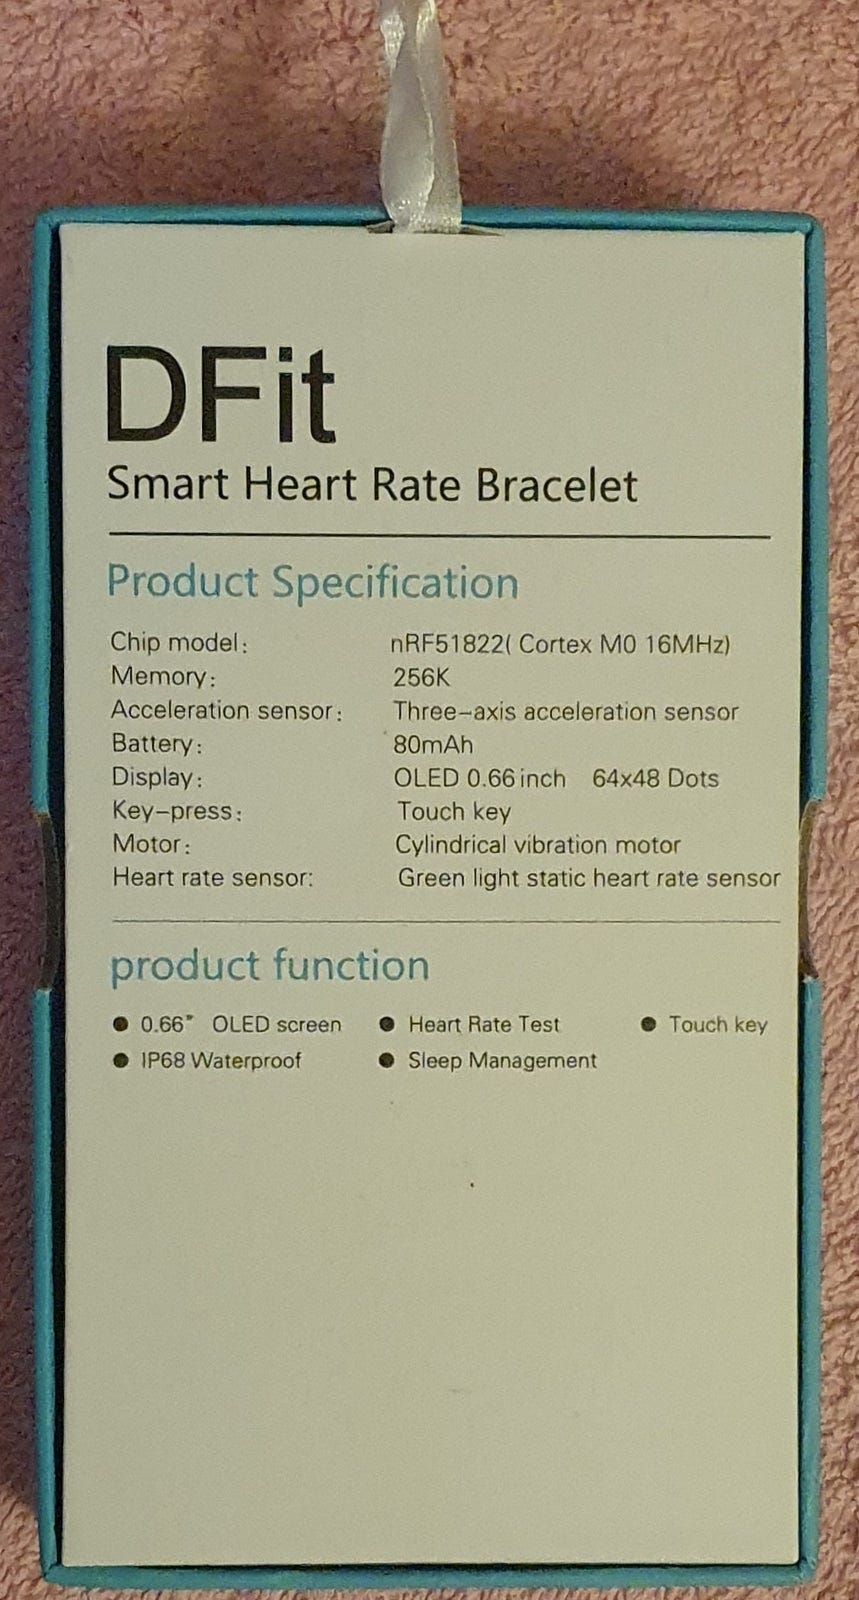 DFit
Smart Heart Rate Bracelet
Product Specification
Chip model: nRF51822( Cortex M0 16MHz)
Memory: 256K
Acceleration sensor: Three-axis acceleration sensor
Battery: 80mAh
Display: OLED 0.66inch 64x48 Dots
Key-press: Touch key
Motor: Cylindrical vibration motor
Heart rate sensor: Green light static heart rate sensor
product function
● 0.66" OLED screen ● Heart Rate Test ● Touch key
● IP68 Waterproof ● Sleep Management